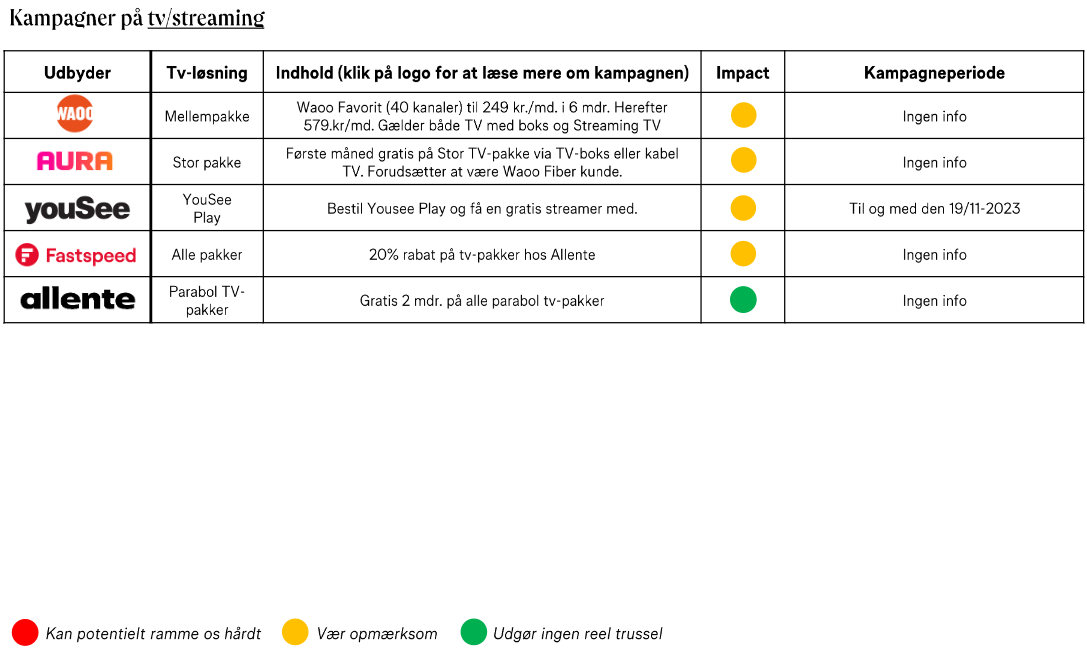 Kampagner på tv/streaming
Udbyder
Tv-løsning
Indhold (klik på logo for at læse mere om kampagnen)
Impact
Kampagneperiode
WAOO
Mellempakke
Waoo Favorit (40 kanaler) til 249 kr./md. i 6 mdr. Herefter
579.kr/md. Gælder både TV med boks og Streaming TV
Ingen info
AURA
Stor pakke
Første måned gratis på Stor TV-pakke via TV-boks eller kabel
TV. Forudsætter at være Waoo Fiber kunde.
Ingen info
youSee
YouSee
Play
Bestil Yousee Play og få en gratis streamer med.
Til og med den 19/11-2023
Fastspeed
Alle pakker
20% rabat på tv-pakker hos Allente
Ingen info
allente
Parabol TV-
pakker
Gratis 2 mdr. på alle parabol tv-pakker
Ingen info
Kan potentielt ramme os hårdt
Vær opmærksom
Udgør ingen reel trussel